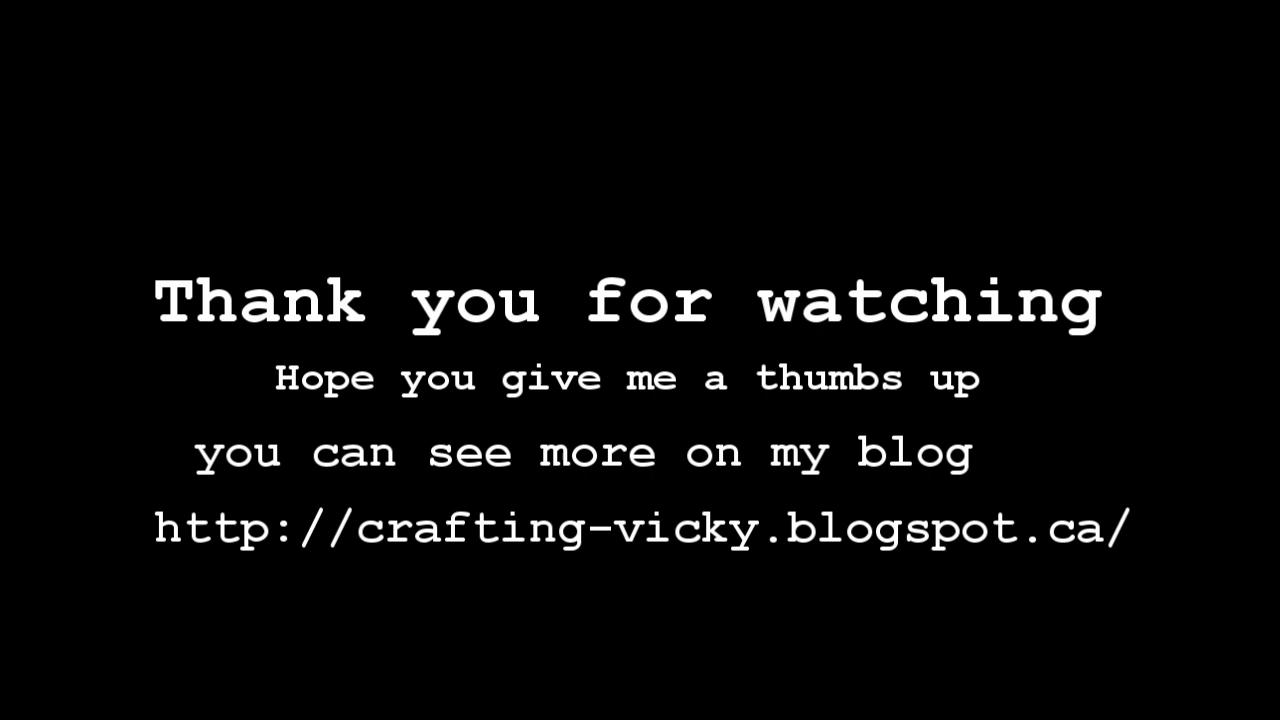 Thank you for watching
Hope you give me a thumbs up
you can see more on my blog
http://crafting-vicky.blogspot.ca/